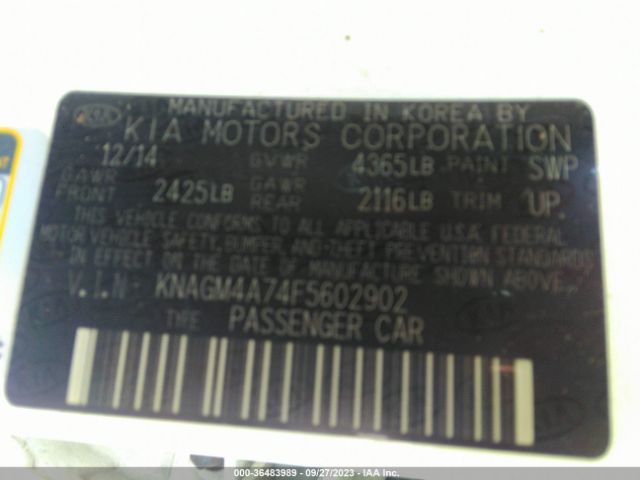 KIA MANUFACTURED IN KOREA BY
KIA MOTORS CORPORATION
12/14 GVWR 4365LB PAINT SWP
GAWR FRONT 2425LB GAWR REAR 2116LB TRIM UP.
THIS VEHICLE CONFORMS TO ALL APPLICABLE U.S.A. FEDERAL
MOTOR VEHICLE SAFETY, BUMPER, AND THEFT PREVENTION STANDARDS
IN EFFECT ON THE DATE OF MANUFACTURE SHOWN ABOVE.
V.I.N KNAGM4A74F5602902
TYPE PASSENGER CAR
000-36483989 - 09/27/2023 - IAA Inc.